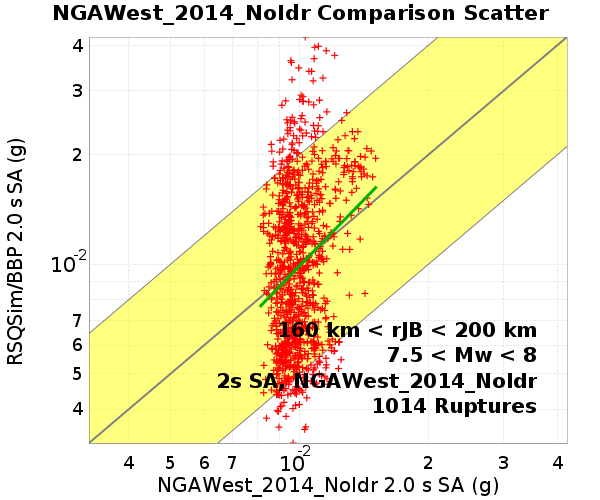 NGAWest_2014_NoIdr Comparison Scatter
RSQSim/BBP 2.0 s SA (g)
4
3
2
10-2
7
6
5
4
160 km < rJB < 200 km
7.5 < Mw < 8
2s SA, NGAWest_2014_NoIdr
1014 Ruptures
4 5 6 7 10-2 2 3 4
NGAWest_2014_NoIdr 2.0 s SA (g)